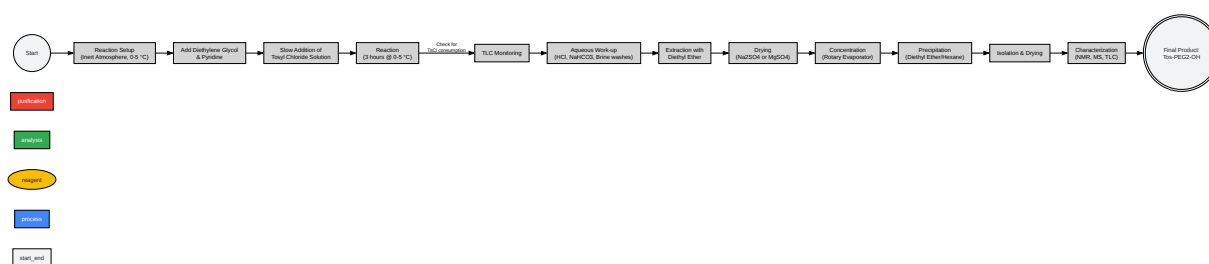 Start
Reaction Setup
(Inert Atmosphere, 0-5 °C)
Add Diethylene Glycol
& Pyridine
Slow Addition of
Tosyl Chloride Solution
Reaction
(3 hours @ 0-5 °C)
Check for
TsCl consumption
TLC Monitoring
Aqueous Work-up
(HCl, NaHCO3, Brine washes)
Extraction with
Diethyl Ether
Drying
(Na2SO4 or MgSO4)
Concentration
(Rotary Evaporator)
Precipitation
(Diethyl Ether/Hexane)
Isolation & Drying
Characterization
(NMR, MS, TLC)
Final Product:
Tos-PEG2-OH
purification
analysis
reagent
process
start_end